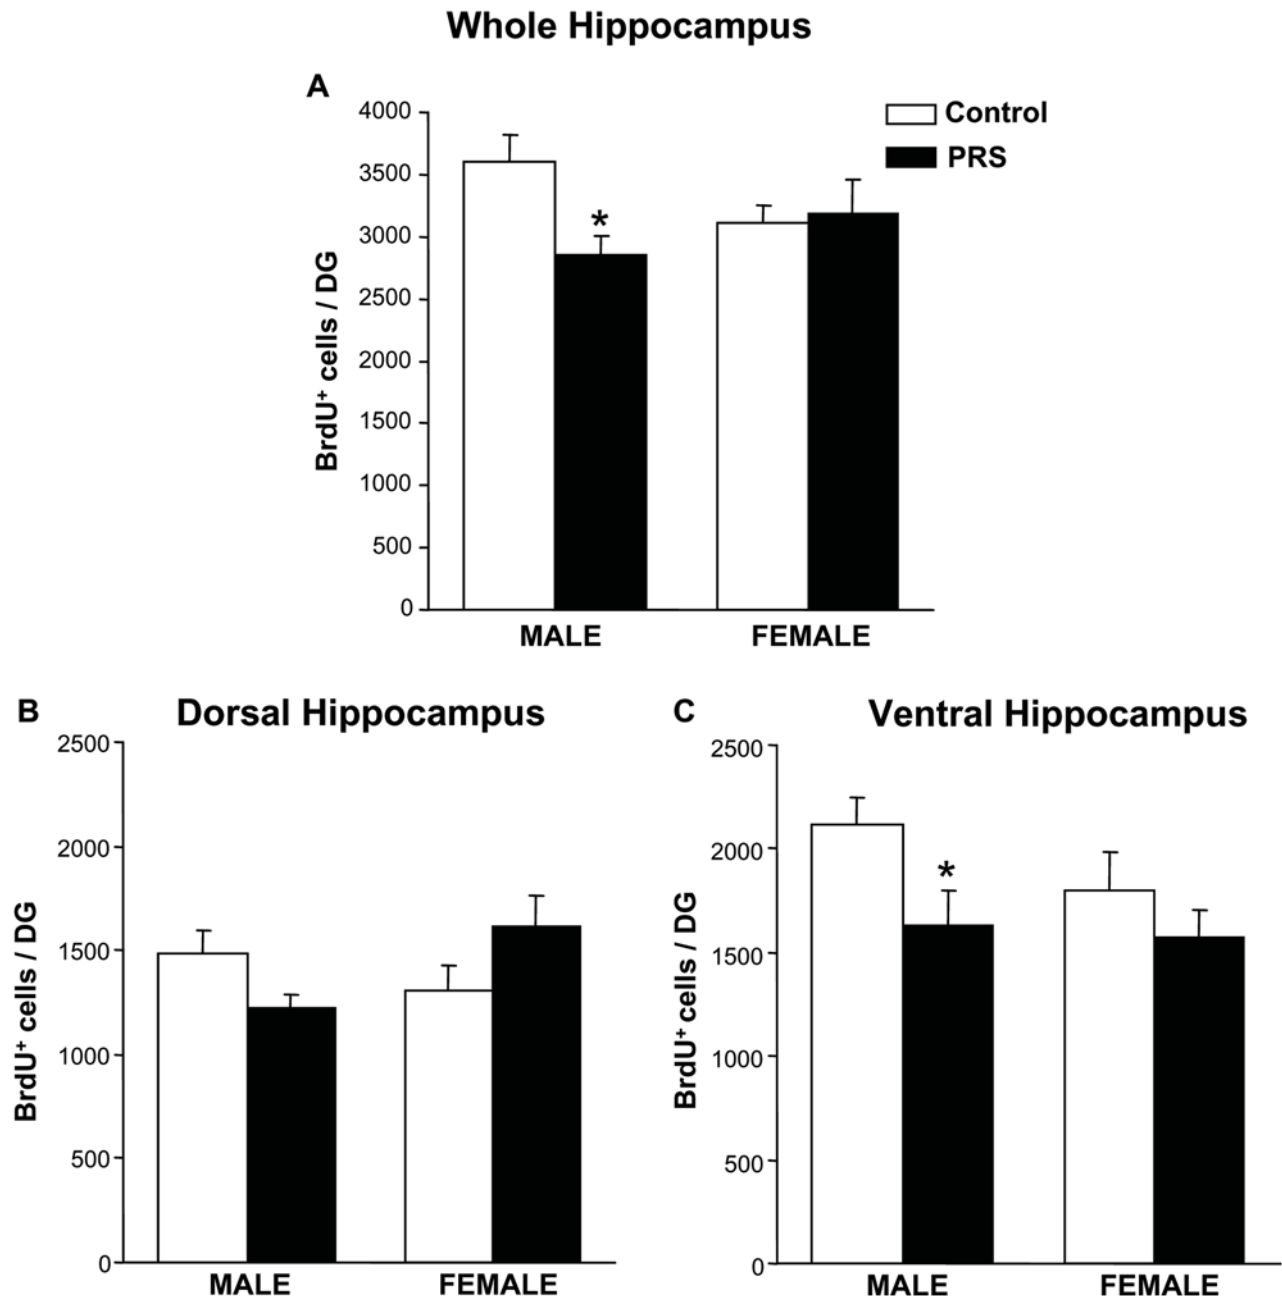 Whole Hippocampus
A
Control
PRS
4000
3500
3000
2500
2000
1500
1000
500
0
BrdU⁺ cells / DG
*
MALE FEMALE
B Dorsal Hippocampus
2500
2000
1500
1000
500
0
BrdU⁺ cells / DG
MALE FEMALE
C Ventral Hippocampus
2500
2000
1500
1000
500
0
BrdU⁺ cells / DG
*
MALE FEMALE